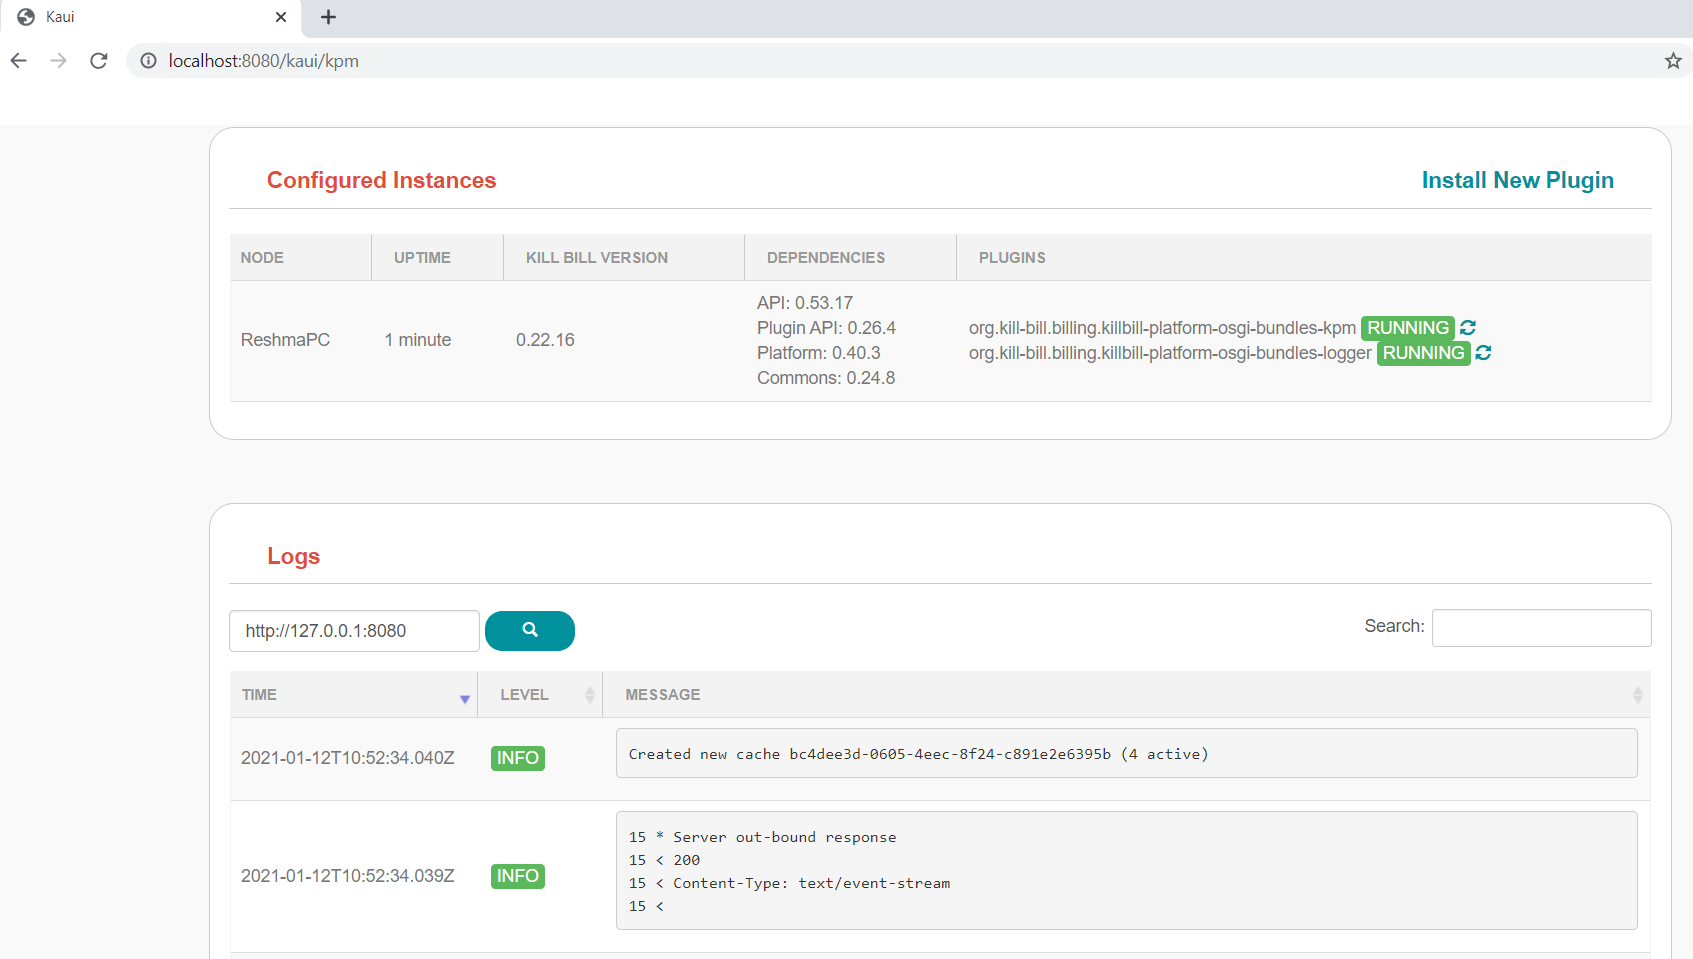 Kaui
localhost:8080/kaui/kpm
Configured Instances
Install New Plugin
NODE UPTIME KILL BILL VERSION DEPENDENCIES PLUGINS
ReshmaPC 1 minute 0.22.16
API: 0.53.17
Plugin API: 0.26.4
Platform: 0.40.3
Commons: 0.24.8
org.kill-bill.billing.killbill-platform-osgi-bundles-kpm RUNNING
org.kill-bill.billing.killbill-platform-osgi-bundles-logger RUNNING
Logs
http://127.0.0.1:8080
Search:
TIME LEVEL MESSAGE
2021-01-12T10:52:34.040Z INFO Created new cache bc4dee3d-0605-4eec-8f24-c891e2e6395b (4 active)
2021-01-12T10:52:34.039Z INFO
15 * Server out-bound response
15 < 200
15 < Content-Type: text/event-stream
15 <